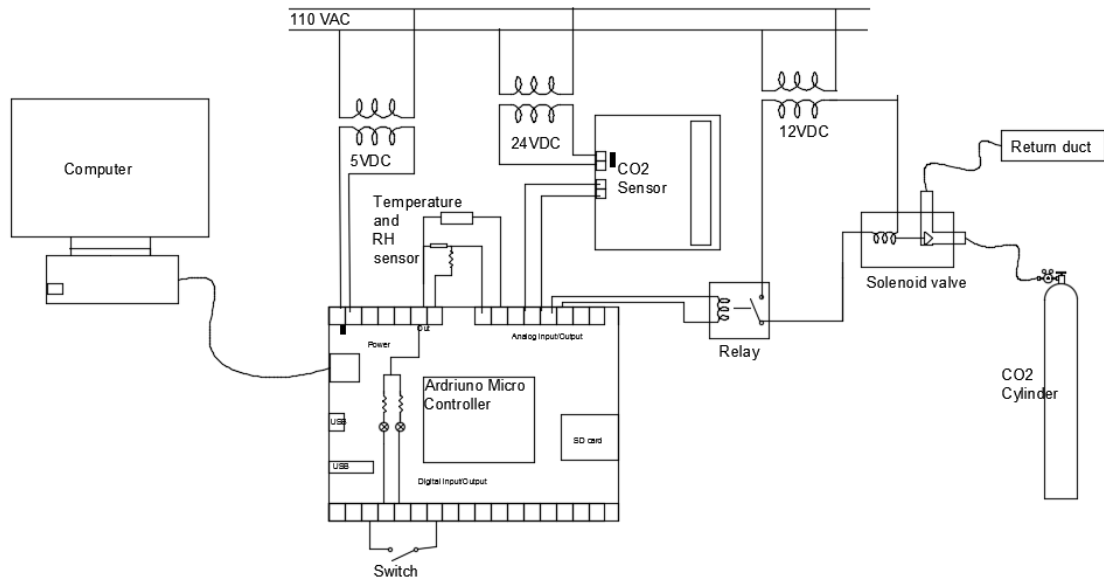 110 VAC
5VDC
24VDC
12VDC
Computer
CO2
Sensor
Return duct
Temperature
and
RH
sensor
Solenoid valve
Relay
Out
Power
Analog Input/Output
Ardriuno Micro
Controller
CO2
Cylinder
USB
SD card
USB
Digital Input/Output
Switch